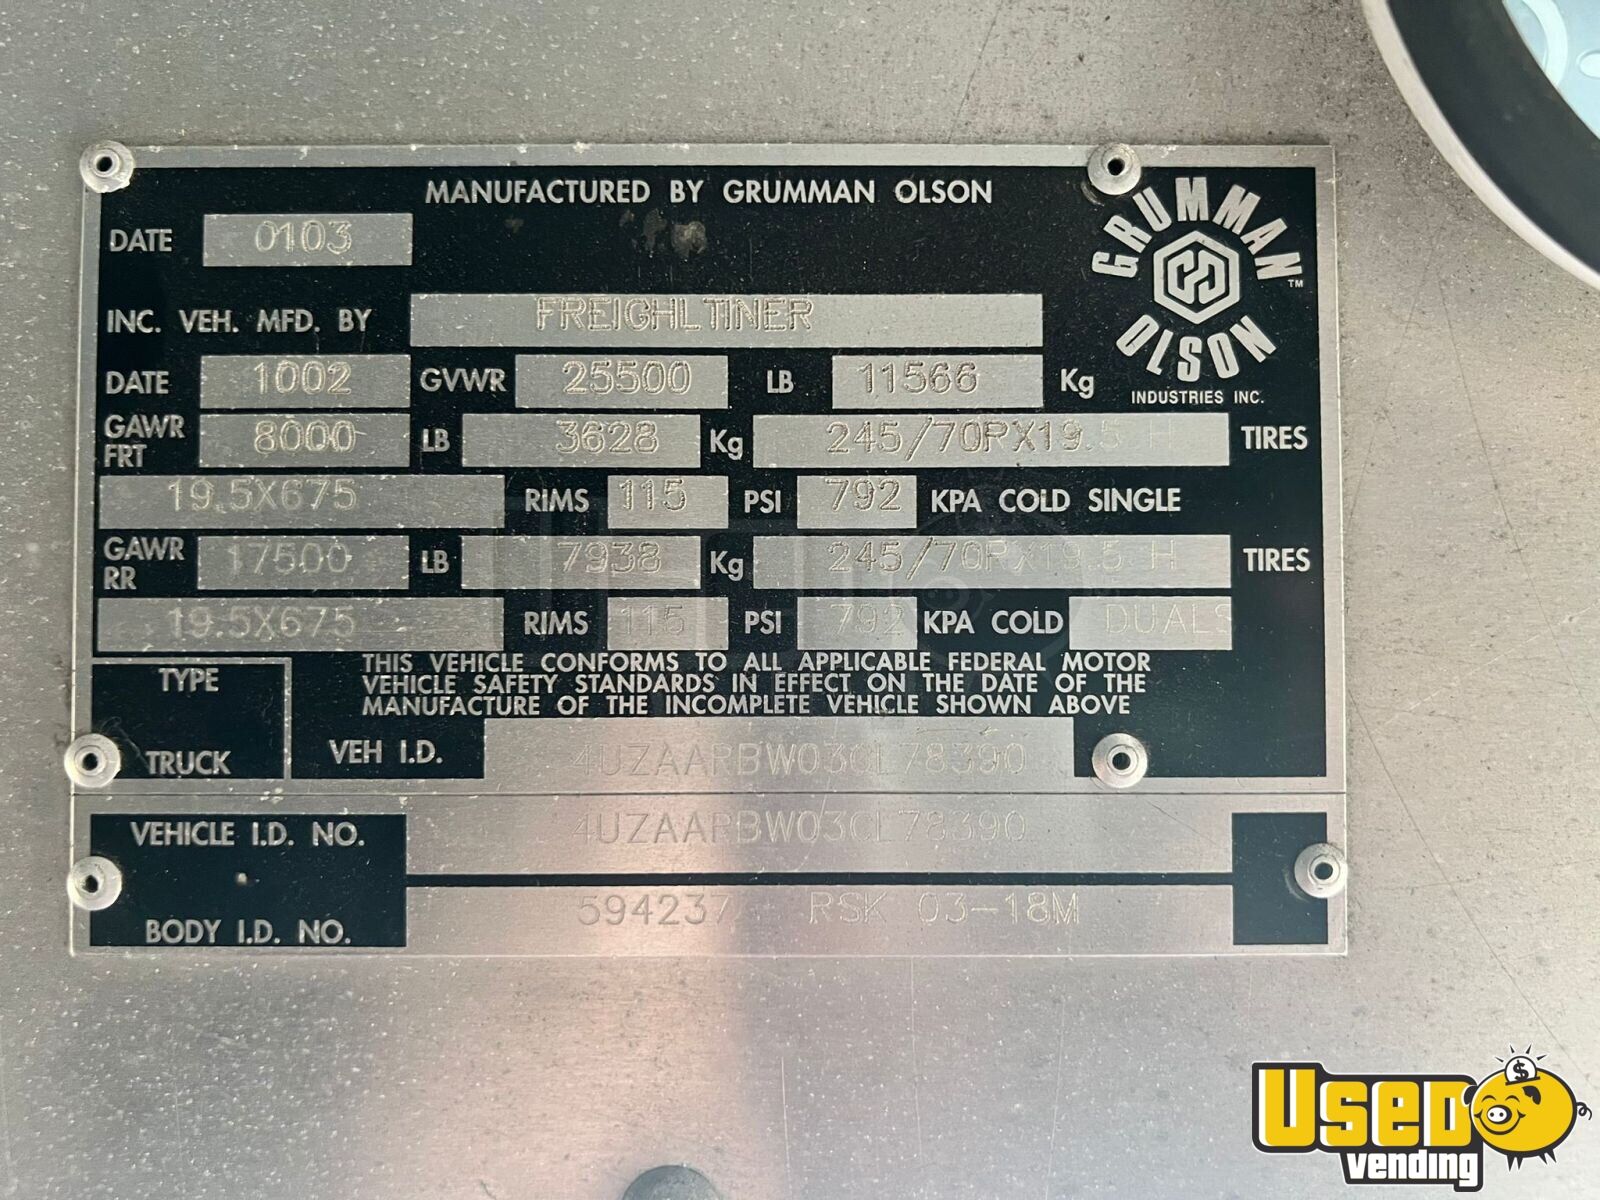 MANUFACTURED BY GRUMMAN OLSON
DATE 0103
GRUMMAN OLSON ™
INDUSTRIES INC.
INC. VEH. MFD. BY FREIGHLTINER
DATE 1002 GVWR 25500 LB 11566 Kg
GAWR FRT 8000 LB 3628 Kg 245/70RX19.5 H TIRES
19.5X675 RIMS 115 PSI 792 KPA COLD SINGLE
GAWR RR 17500 LB 7938 Kg 245/70RX19.5 H TIRES
19.5X675 RIMS 115 PSI 792 KPA COLD DUALS
THIS VEHICLE CONFORMS TO ALL APPLICABLE FEDERAL MOTOR
VEHICLE SAFETY STANDARDS IN EFFECT ON THE DATE OF THE
MANUFACTURE OF THE INCOMPLETE VEHICLE SHOWN ABOVE
TYPE
TRUCK
VEH I.D. 4UZAARBW03CL78390
VEHICLE I.D. NO. 4UZAARBW03CL78390
BODY I.D. NO. 594237 RSK 03-18M
Used
vending